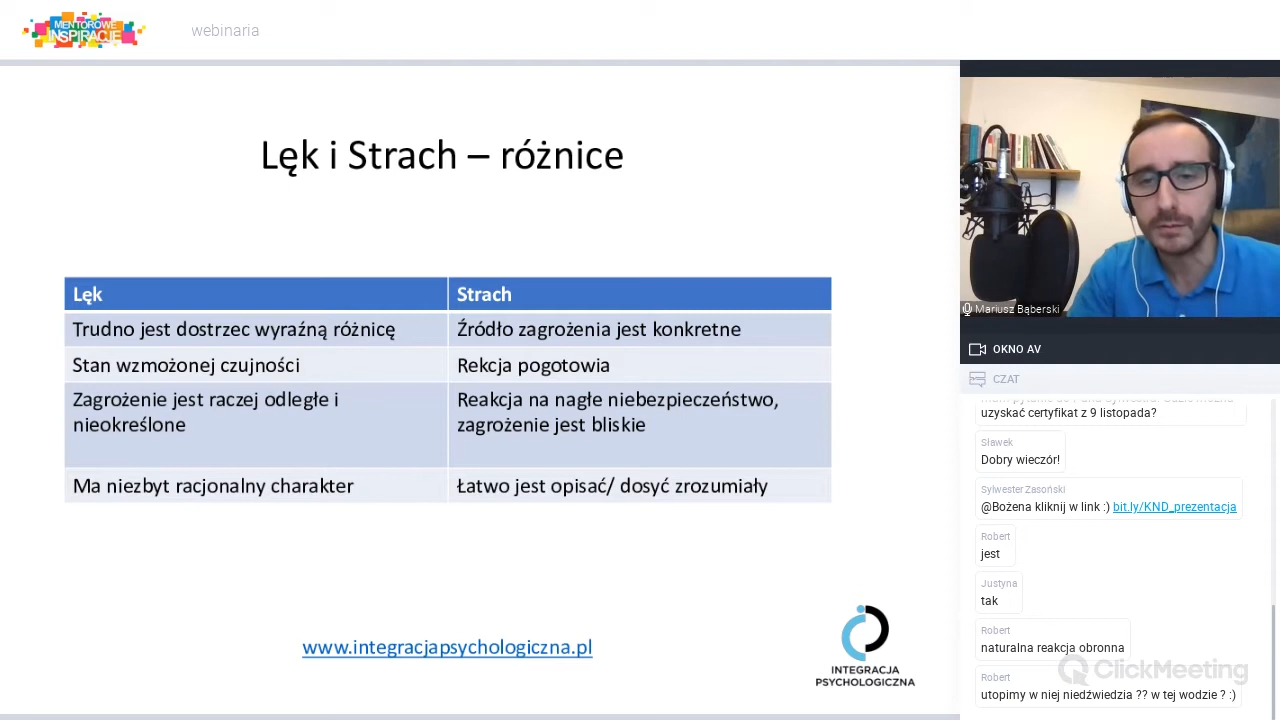 MENTOROWE
INSPIRACJE
webinaria
Lęk i Strach – różnice
Lęk
Strach
Trudno jest dostrzec wyraźną różnicę
Źródło zagrożenia jest konkretne
Stan wzmożonej czujności
Rekcja pogotowia
Zagrożenie jest raczej odległe i
nieokreślone
Reakcja na nagłe niebezpieczeństwo,
zagrożenie jest bliskie
Ma niezbyt racjonalny charakter
Łatwo jest opisać/ dosyć zrozumiały
www.integracjapsychologiczna.pl
INTEGRACJA
PSYCHOLOGICZNA
Mariusz Bąberski
OKNO AV
CZAT
uzyskać certyfikat z 9 listopada?
Sławek
Dobry wieczór!
Sylwester Zasoński
@Bożena kliknij w link :) bit.ly/KND_prezentacja
Robert
jest
Justyna
tak
Robert
naturalna reakcja obronna
ClickMeeting
Robert
utopimy w niej niedźwiedzia ?? w tej wodzie ? :)